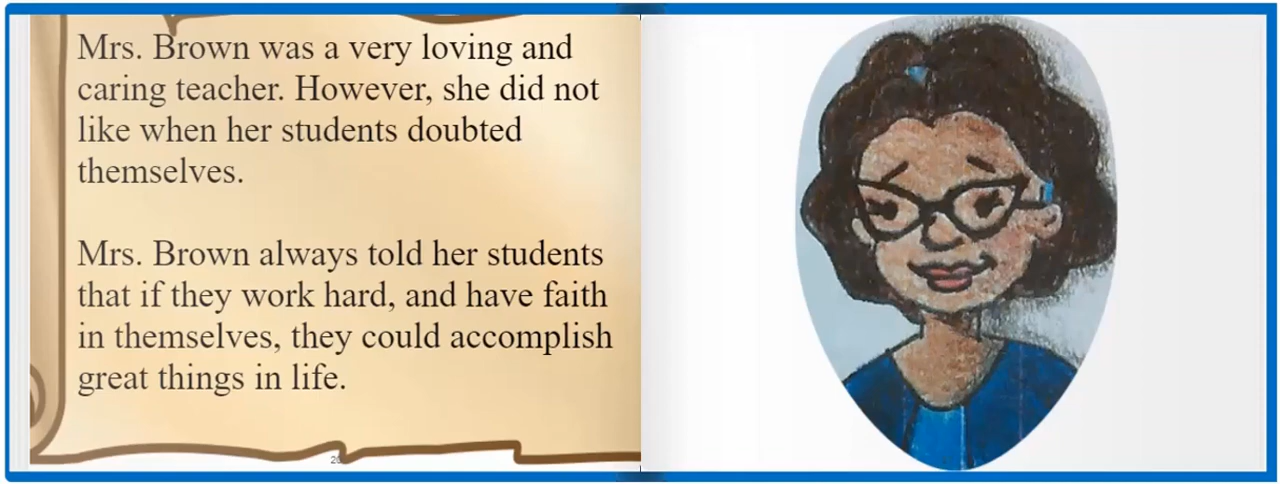 Mrs. Brown was a very loving and
caring teacher. However, she did not
like when her students doubted
themselves.
Mrs. Brown always told her students
that if they work hard, and have faith
in themselves, they could accomplish
great things in life.